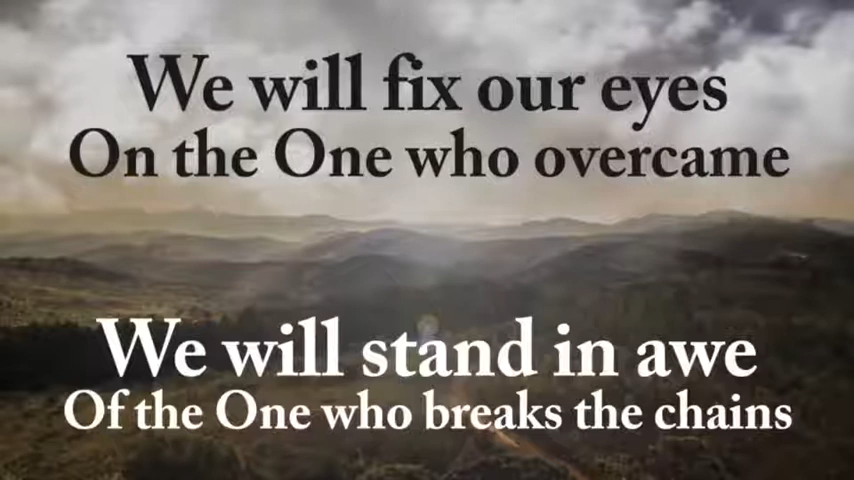 We will fix our eyes
On the One who overcame
We will stand in awe
Of the One who breaks the chains